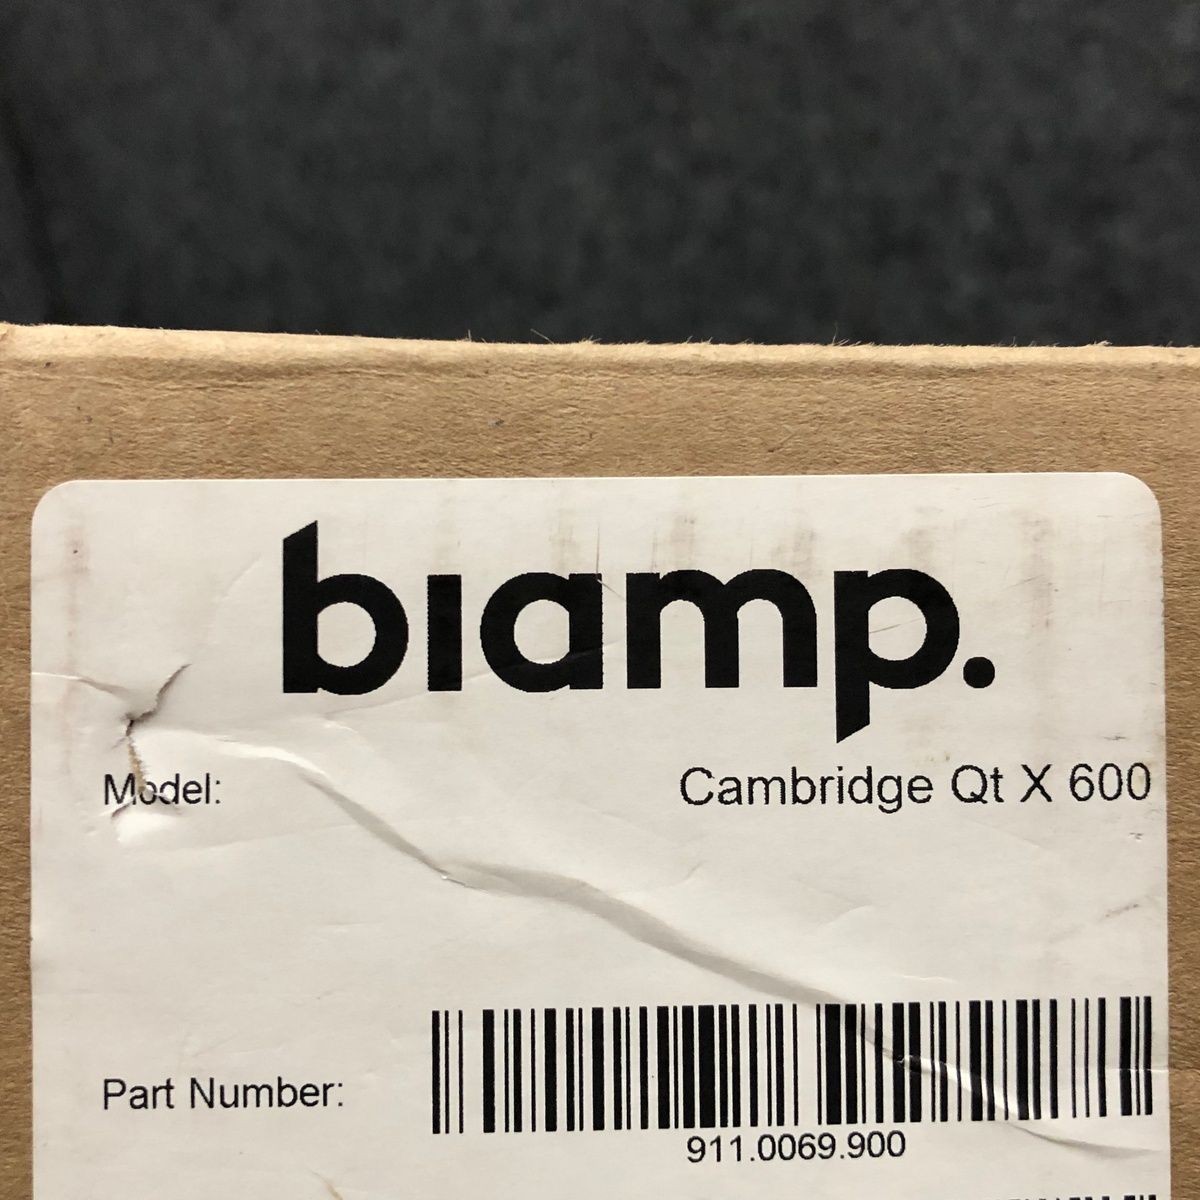 biamp.
Model: Cambridge Qt X 600
Part Number:
911.0069.900